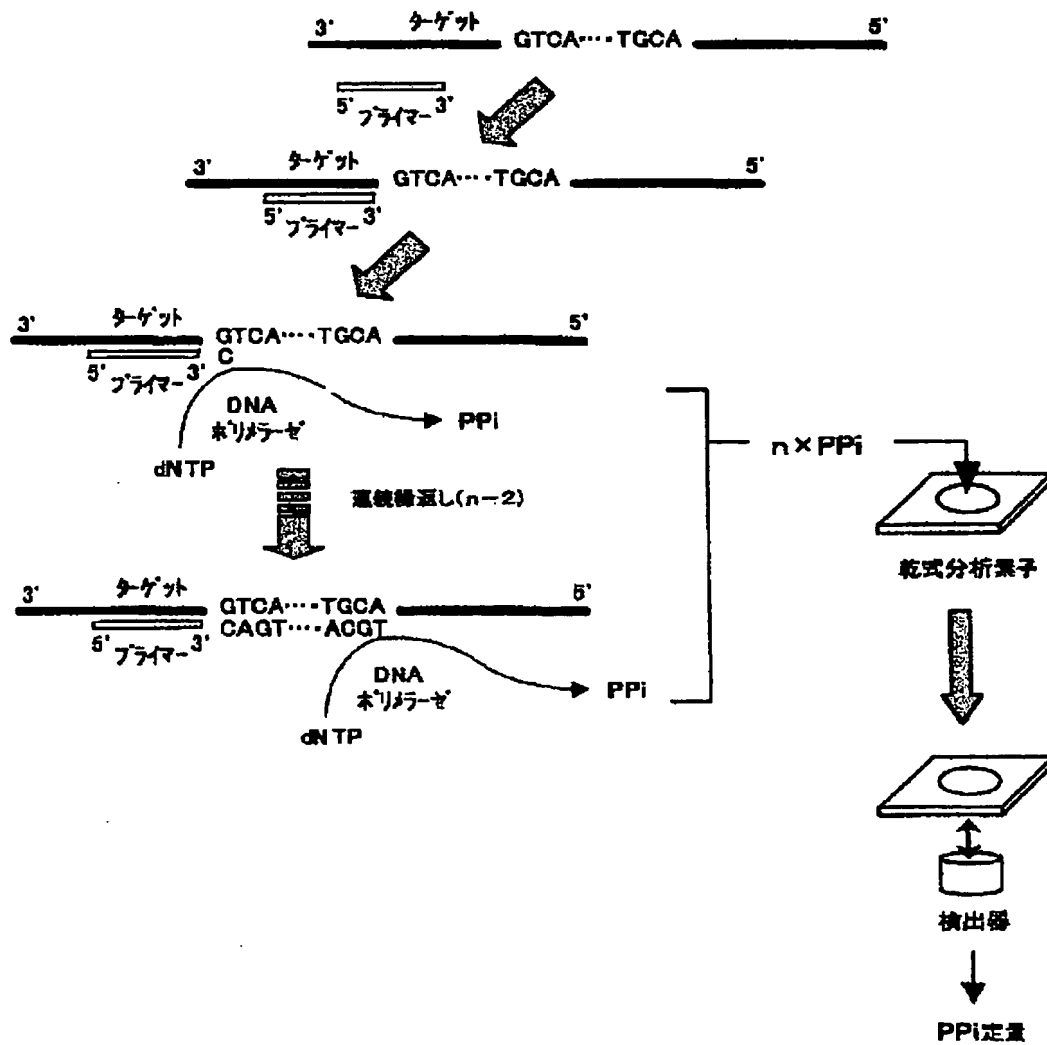 3' ターゲット GTCA‥‥TGCA 5'
5' プライマー 3'
3' ターゲット GTCA‥‥TGCA 5'
5' プライマー 3'
3' ターゲット GTCA‥‥TGCA 5'
C
5' プライマー 3'
DNA
ポリメラーゼ
dNTP
PPi
連続繰返し(n-2)
3' ターゲット GTCA‥‥TGCA 5'
CAGT‥‥ACGT
5' プライマー 3'
DNA
ポリメラーゼ
dNTP
PPi
n×PPi
乾式分析素子
検出器
PPi定量